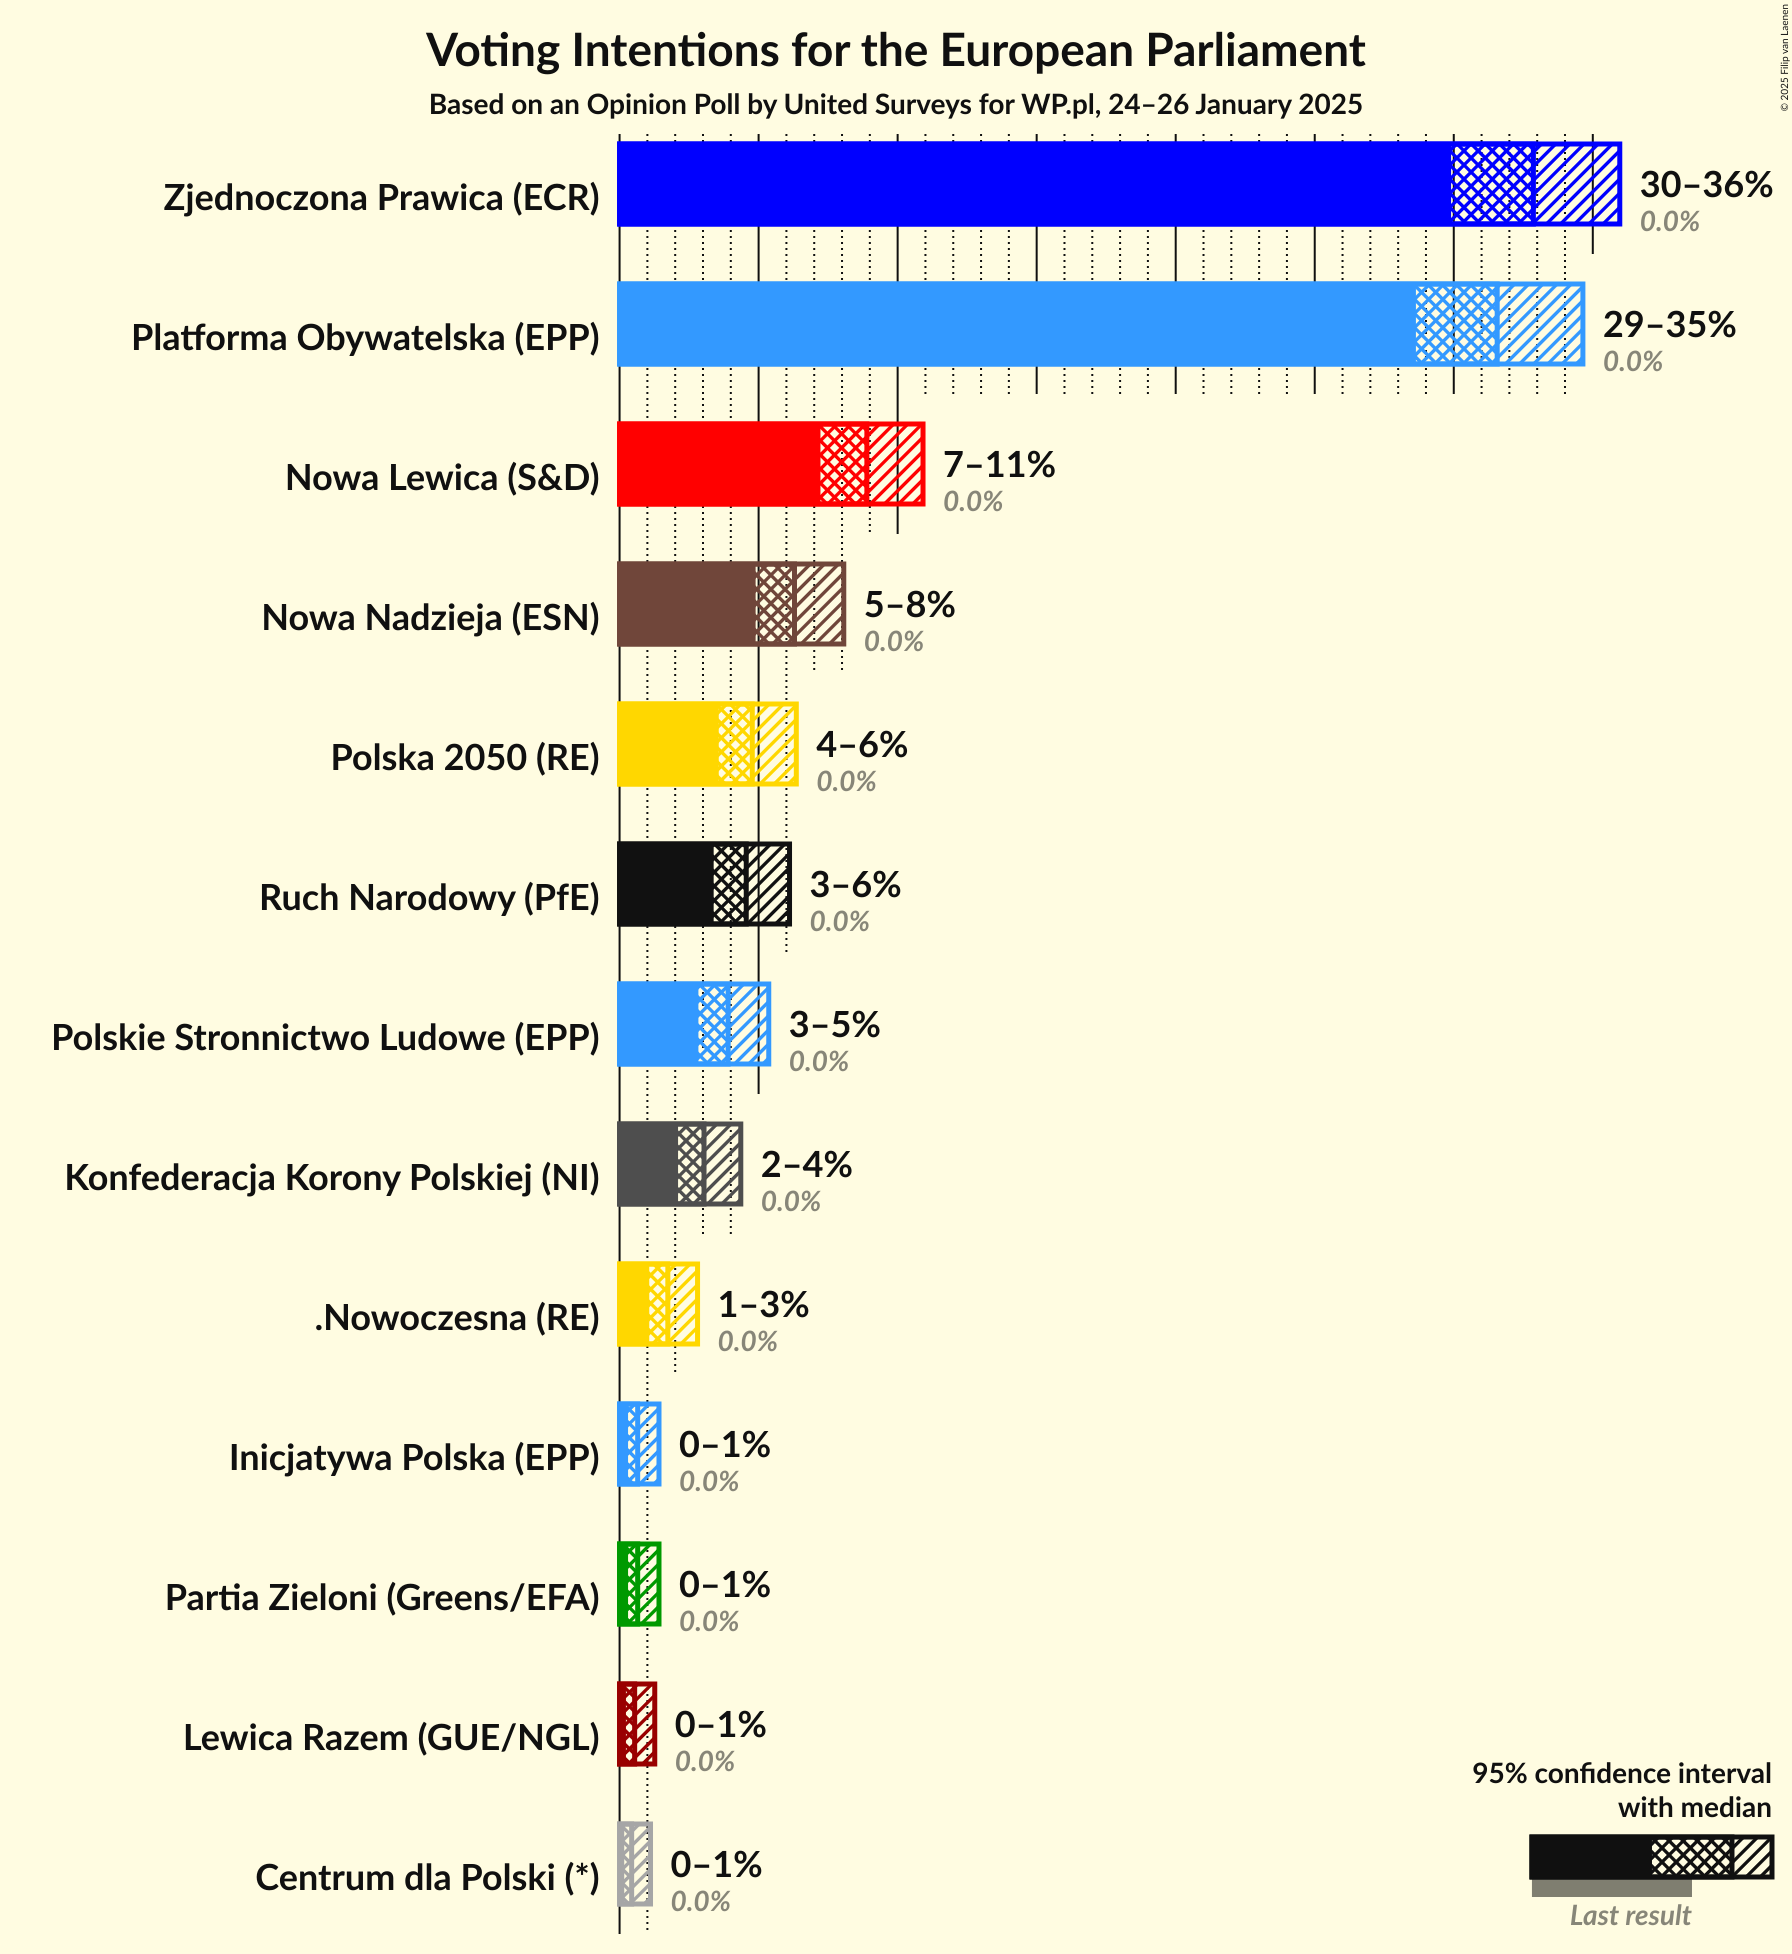 Voting Intentions for the European Parliament
Based on an Opinion Poll by United Surveys for WP.pl, 24–26 January 2025
© 2025 Filip van Laenen
Zjednoczona Prawica (ECR)
30–36%
0.0%
Platforma Obywatelska (EPP)
29–35%
0.0%
Nowa Lewica (S&D)
7–11%
0.0%
Nowa Nadzieja (ESN)
5–8%
0.0%
Polska 2050 (RE)
4–6%
0.0%
Ruch Narodowy (PfE)
3–6%
0.0%
Polskie Stronnictwo Ludowe (EPP)
3–5%
0.0%
Konfederacja Korony Polskiej (NI)
2–4%
0.0%
.Nowoczesna (RE)
1–3%
0.0%
Inicjatywa Polska (EPP)
0–1%
0.0%
Partia Zieloni (Greens/EFA)
0–1%
0.0%
Lewica Razem (GUE/NGL)
0–1%
0.0%
Centrum dla Polski (*)
0–1%
0.0%
95% confidence interval
with median
Last result